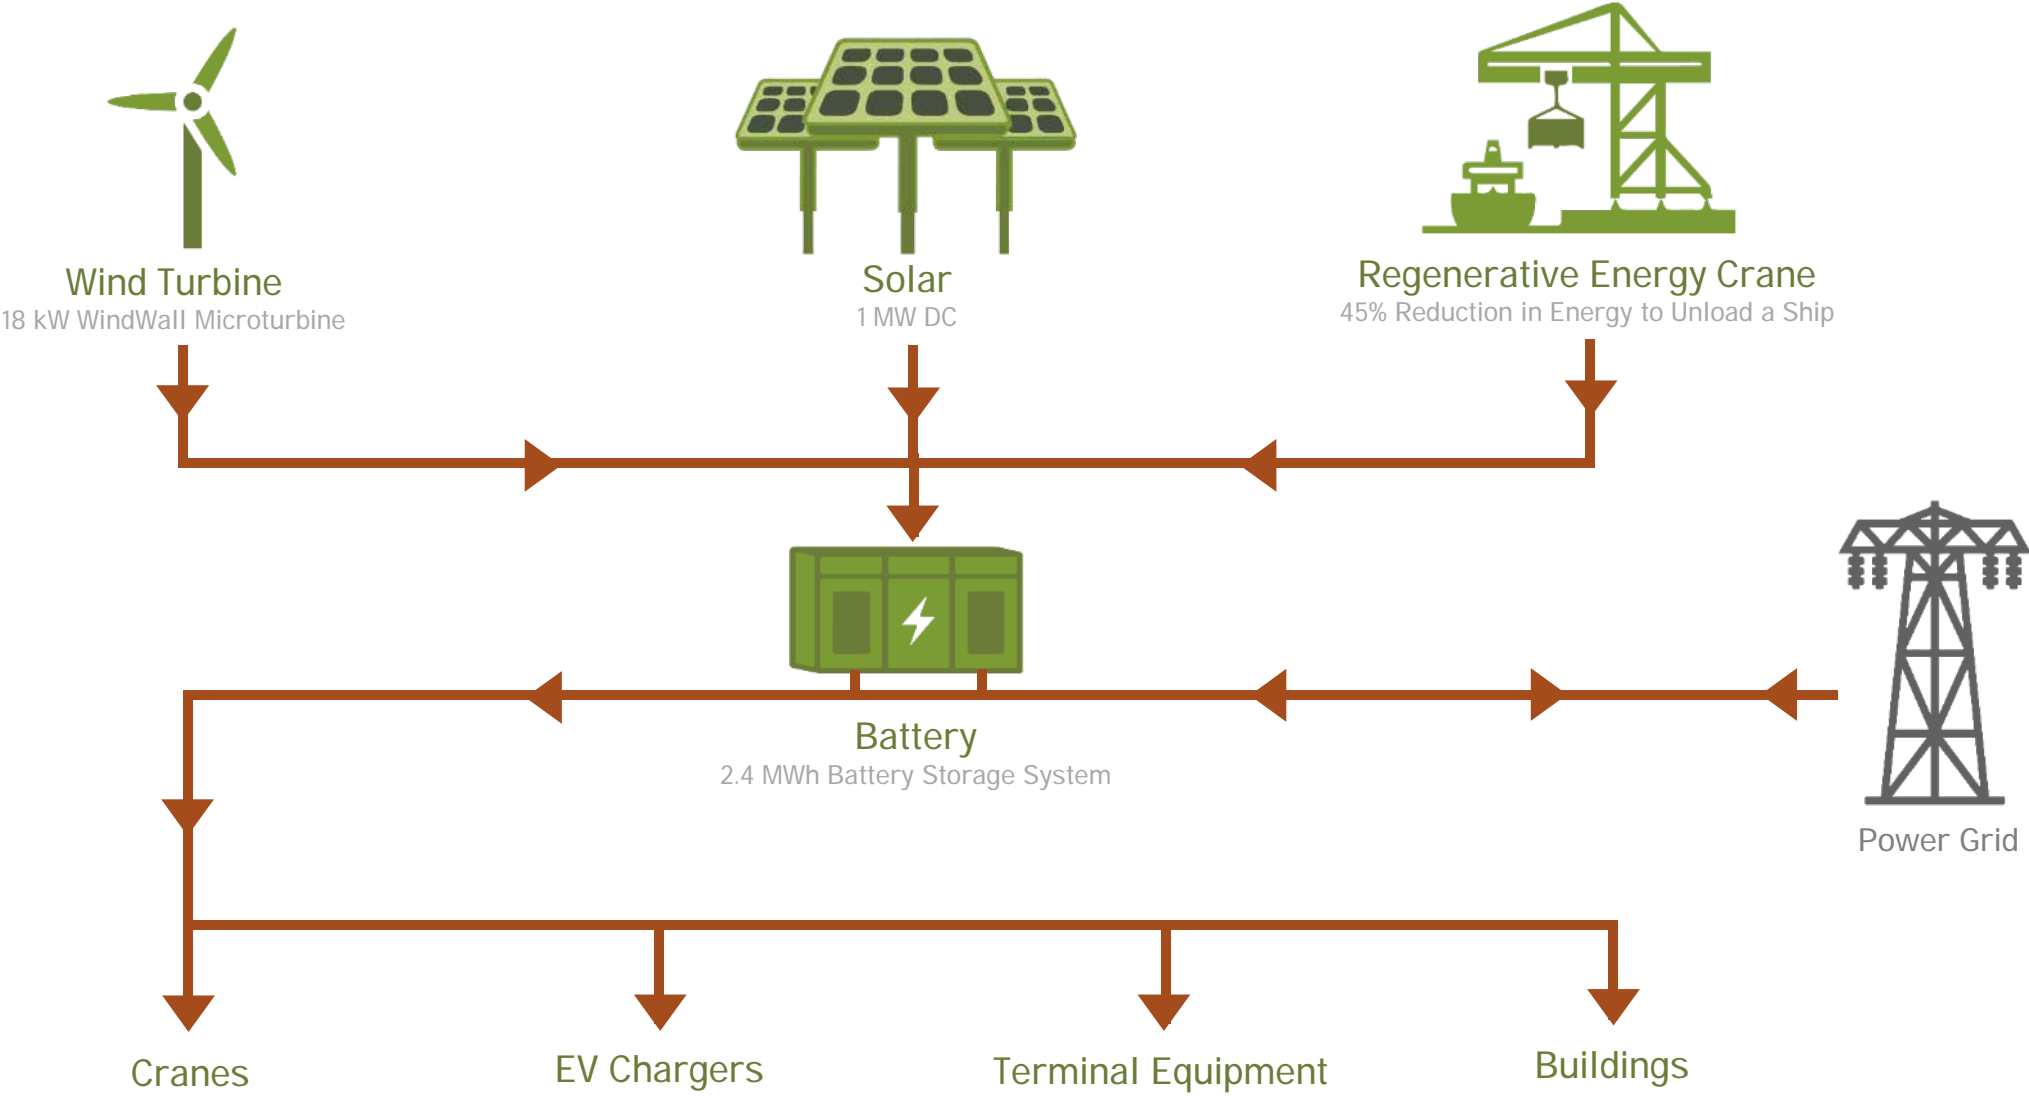 Wind Turbine
18 kW WindWall Microturbine
Solar
1 MW DC
Regenerative Energy Crane
45% Reduction in Energy to Unload a Ship
Battery
2.4 MWh Battery Storage System
Power Grid
Cranes
EV Chargers
Terminal Equipment
Buildings